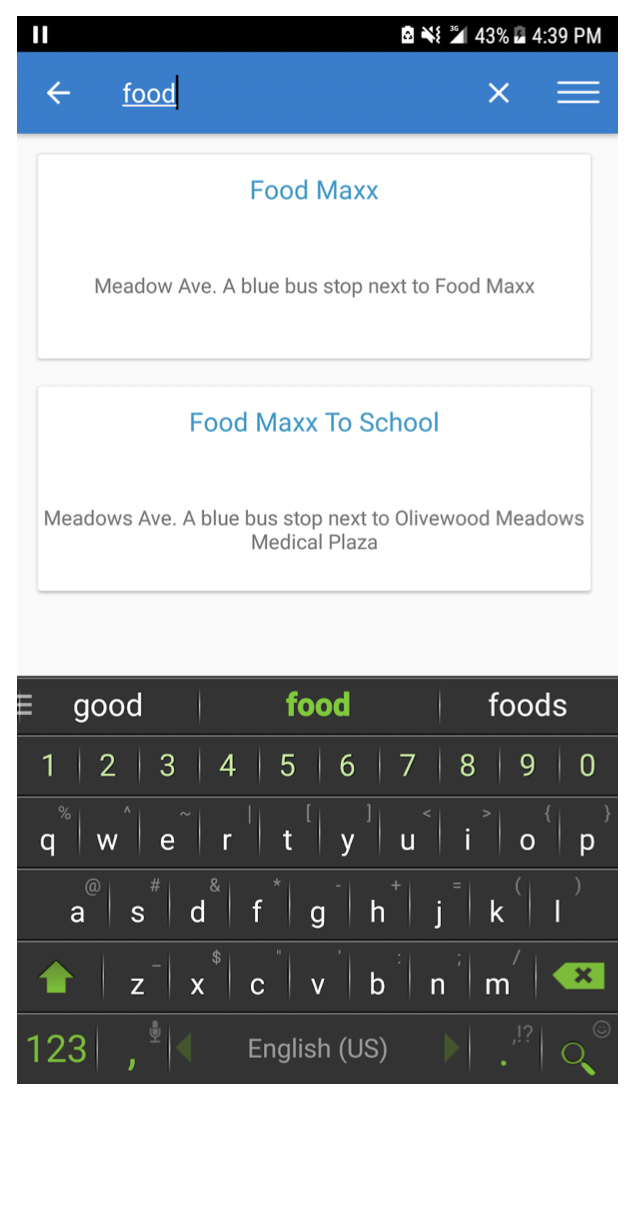 3G 43% 4:39 PM
food
Food Maxx
Meadow Ave. A blue bus stop next to Food Maxx
Food Maxx To School
Meadows Ave. A blue bus stop next to Olivewood Meadows
Medical Plaza
good food foods
1 2 3 4 5 6 7 8 9 0
% ^ ~ | [ ] < > { }
q w e r t y u i o p
@ # & * - + = ( )
a s d f g h j k l
_ $ " ' : ; /
z x c v b n m
123 , English (US) . ,!?